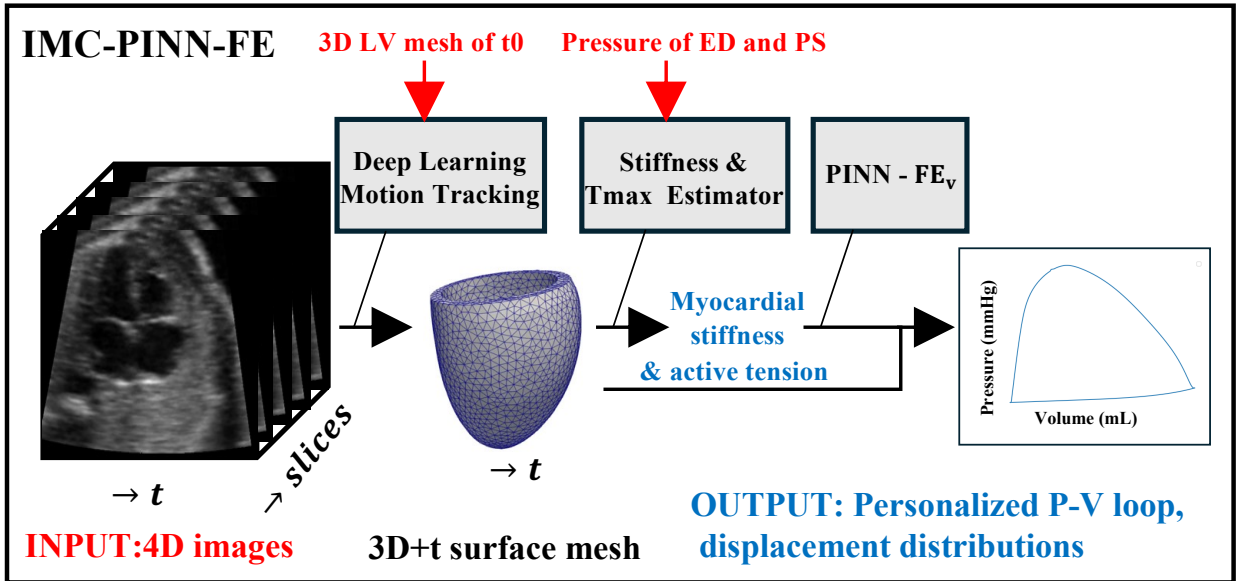 IMC-PINN-FE
3D LV mesh of t0
Pressure of ED and PS
Deep Learning
Motion Tracking
Stiffness &
Tmax Estimator
PINN - FEᵥ
Myocardial
stiffness
& active tension
Pressure (mmHg)
Volume (mL)
→ t
→ slices
→ t
INPUT:4D images
3D+t surface mesh
OUTPUT: Personalized P-V loop,
displacement distributions